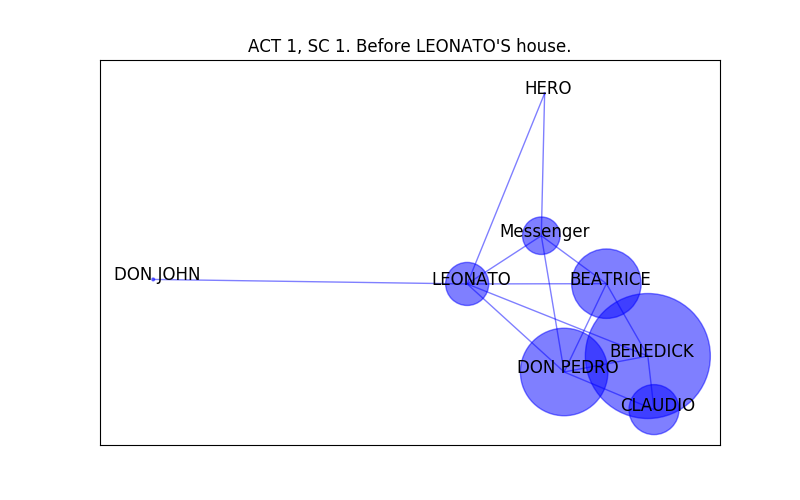 ACT 1, SC 1. Before LEONATO'S house.
HERO
Messenger
DON JOHN
LEONATO
BEATRICE
BENEDICK
DON PEDRO
CLAUDIO